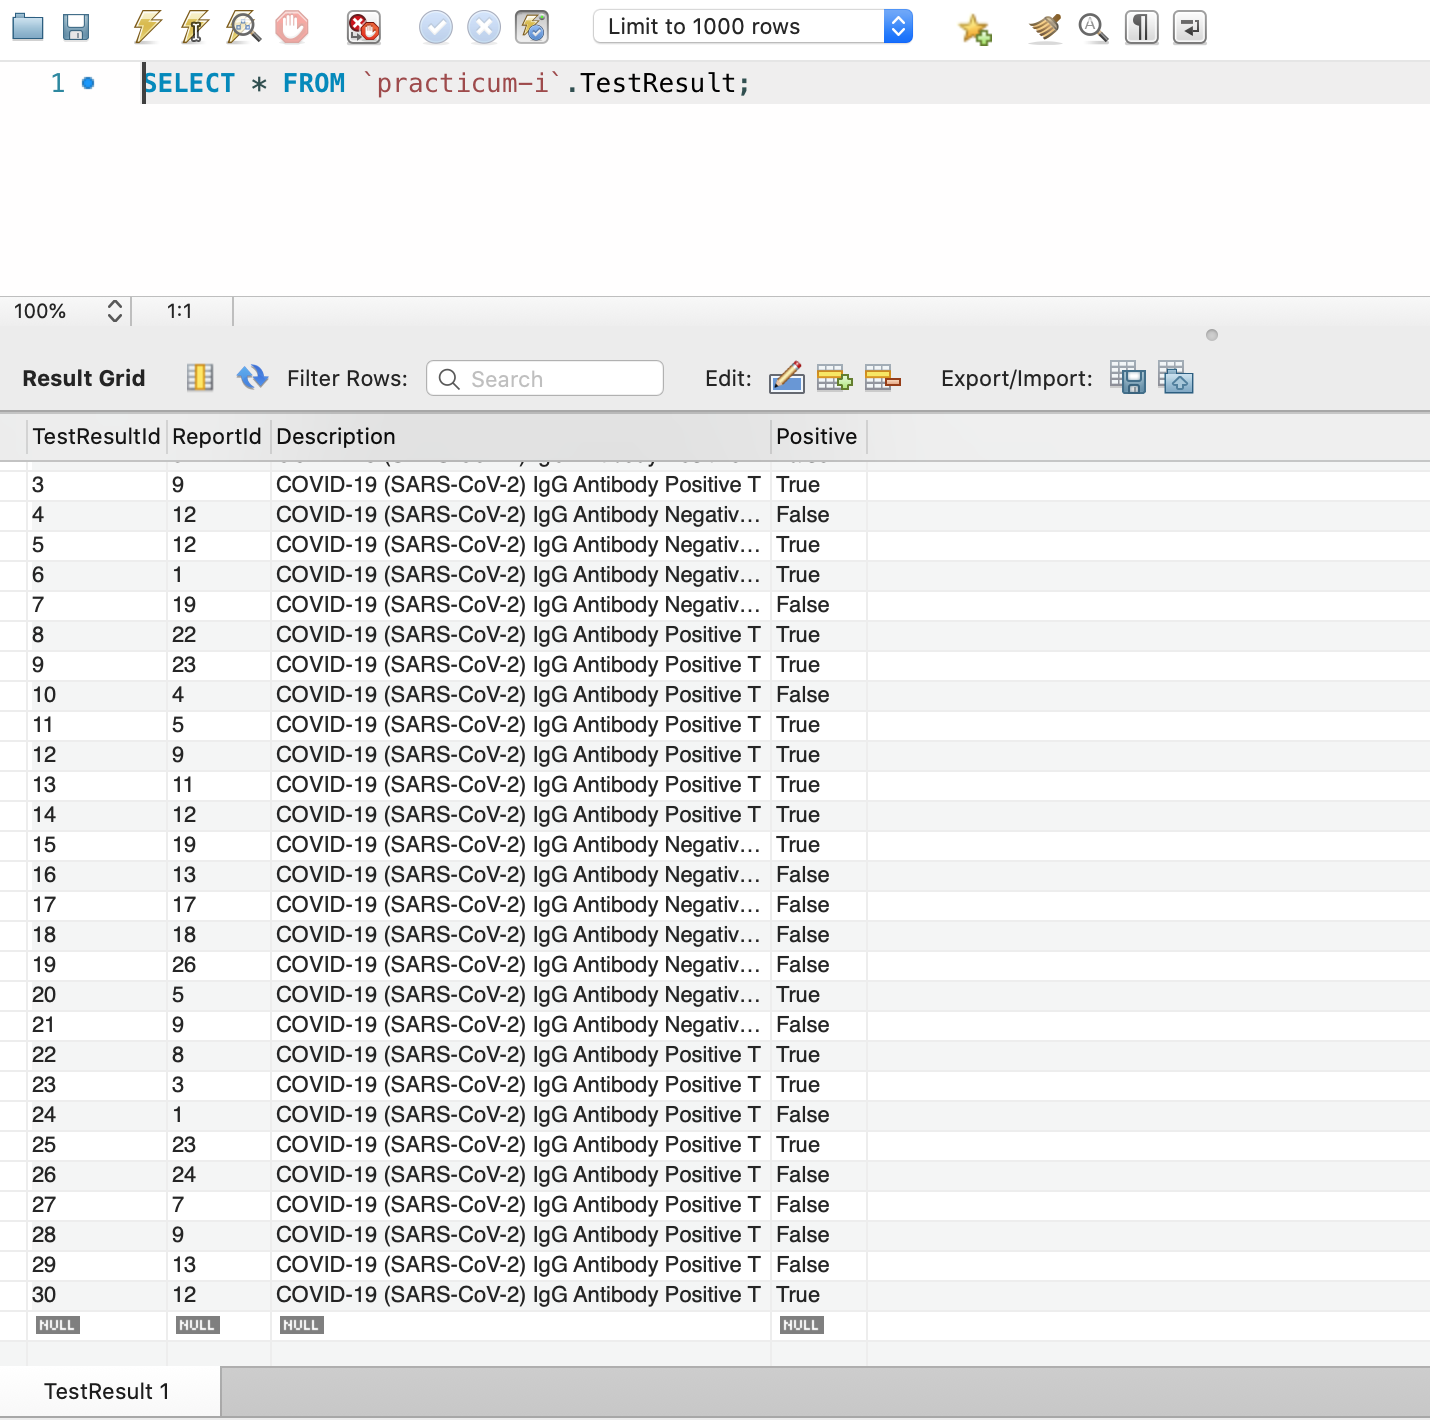 Limit to 1000 rows
1 SELECT * FROM `practicum-i`.TestResult;
100% 1:1
Result Grid Filter Rows: Search Edit: Export/Import:
TestResultId ReportId Description Positive
3 9 COVID-19 (SARS-CoV-2) IgG Antibody Positive T True
4 12 COVID-19 (SARS-CoV-2) IgG Antibody Negativ... False
5 12 COVID-19 (SARS-CoV-2) IgG Antibody Negativ... True
6 1 COVID-19 (SARS-CoV-2) IgG Antibody Negativ... True
7 19 COVID-19 (SARS-CoV-2) IgG Antibody Negativ... False
8 22 COVID-19 (SARS-CoV-2) IgG Antibody Positive T True
9 23 COVID-19 (SARS-CoV-2) IgG Antibody Positive T True
10 4 COVID-19 (SARS-CoV-2) IgG Antibody Positive T False
11 5 COVID-19 (SARS-CoV-2) IgG Antibody Positive T True
12 9 COVID-19 (SARS-CoV-2) IgG Antibody Positive T True
13 11 COVID-19 (SARS-CoV-2) IgG Antibody Positive T True
14 12 COVID-19 (SARS-CoV-2) IgG Antibody Positive T True
15 19 COVID-19 (SARS-CoV-2) IgG Antibody Negativ... True
16 13 COVID-19 (SARS-CoV-2) IgG Antibody Negativ... False
17 17 COVID-19 (SARS-CoV-2) IgG Antibody Negativ... False
18 18 COVID-19 (SARS-CoV-2) IgG Antibody Negativ... False
19 26 COVID-19 (SARS-CoV-2) IgG Antibody Negativ... False
20 5 COVID-19 (SARS-CoV-2) IgG Antibody Negativ... True
21 9 COVID-19 (SARS-CoV-2) IgG Antibody Negativ... False
22 8 COVID-19 (SARS-CoV-2) IgG Antibody Positive T True
23 3 COVID-19 (SARS-CoV-2) IgG Antibody Positive T True
24 1 COVID-19 (SARS-CoV-2) IgG Antibody Positive T False
25 23 COVID-19 (SARS-CoV-2) IgG Antibody Positive T True
26 24 COVID-19 (SARS-CoV-2) IgG Antibody Positive T False
27 7 COVID-19 (SARS-CoV-2) IgG Antibody Positive T False
28 9 COVID-19 (SARS-CoV-2) IgG Antibody Positive T False
29 13 COVID-19 (SARS-CoV-2) IgG Antibody Positive T False
30 12 COVID-19 (SARS-CoV-2) IgG Antibody Positive T True
NULL NULL NULL NULL
TestResult 1